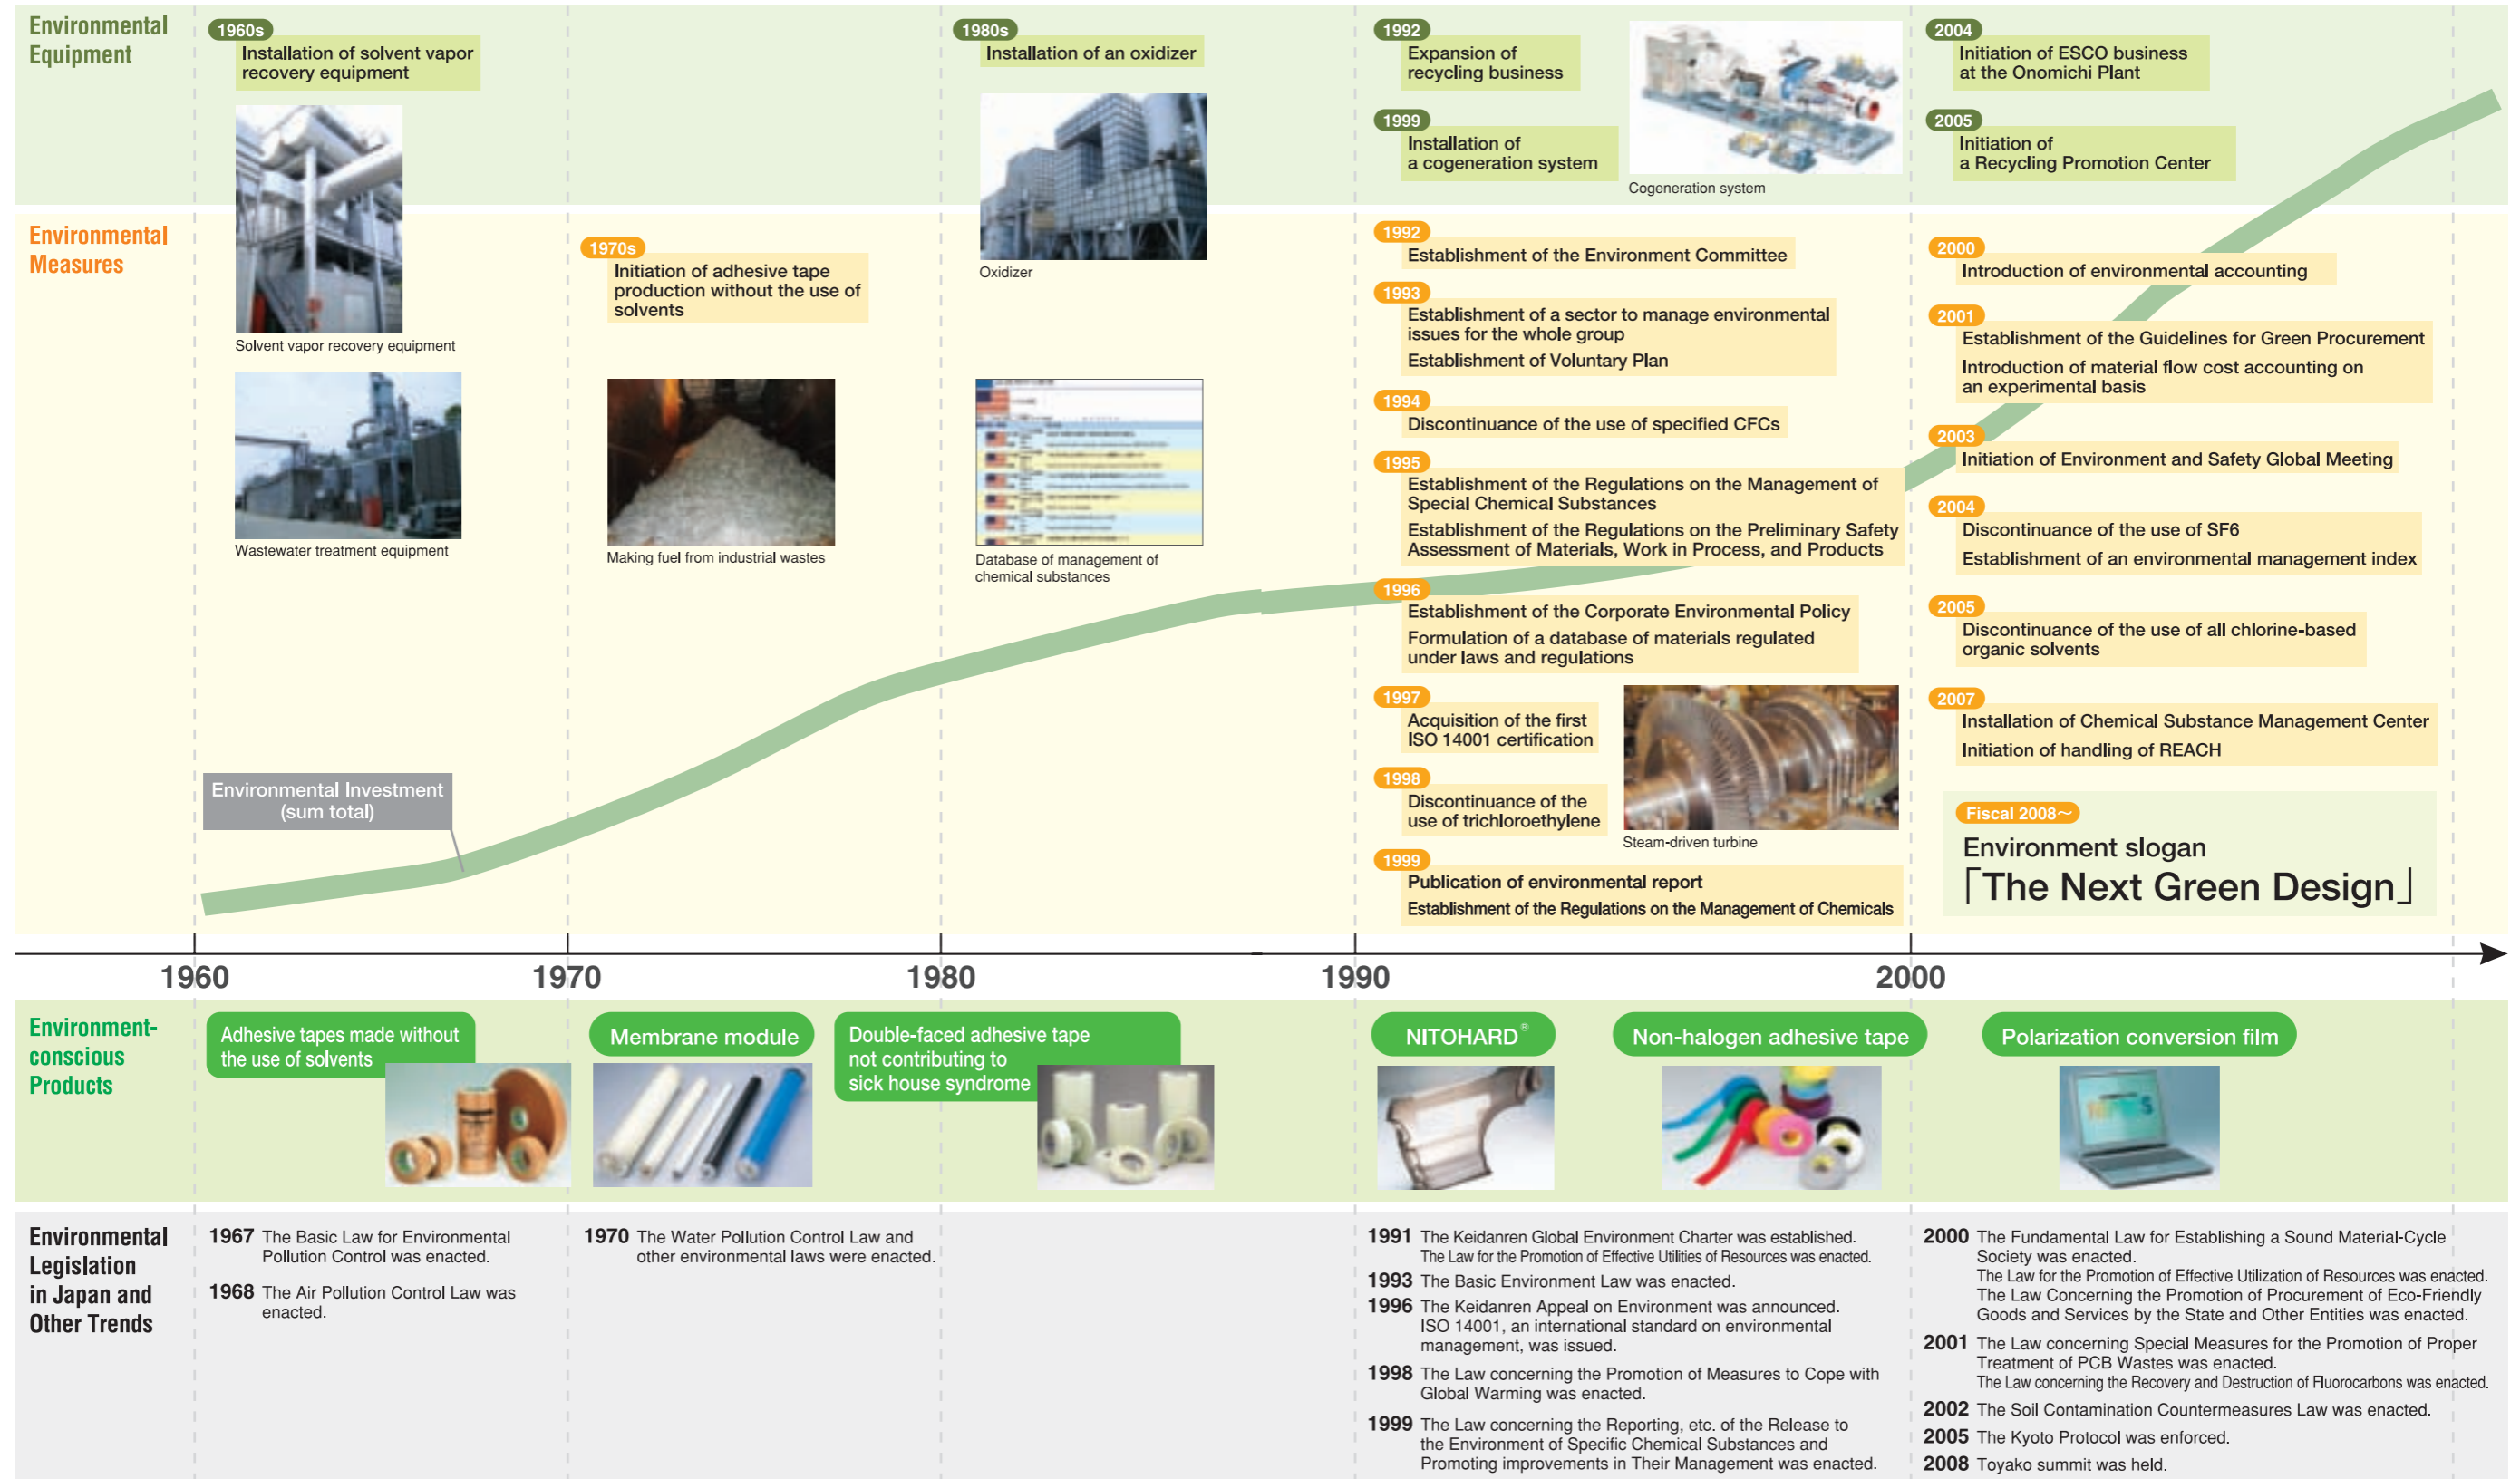 Environmental
Equipment
1960s
Installation of solvent vapor
recovery equipment
Solvent vapor recovery equipment
Wastewater treatment equipment
1980s
Installation of an oxidizer
Oxidizer
1992
Expansion of
recycling business
1999
Installation of
a cogeneration system
Cogeneration system
2004
Initiation of ESCO business
at the Onomichi Plant
2005
Initiation of
a Recycling Promotion Center
Environmental
Measures
1970s
Initiation of adhesive tape
production without the use of
solvents
Making fuel from industrial wastes
Database of management of
chemical substances
1992
Establishment of the Environment Committee
1993
Establishment of a sector to manage environmental
issues for the whole group
Establishment of Voluntary Plan
1994
Discontinuance of the use of specified CFCs
1995
Establishment of the Regulations on the Management of
Special Chemical Substances
Establishment of the Regulations on the Preliminary Safety
Assessment of Materials, Work in Process, and Products
1996
Establishment of the Corporate Environmental Policy
Formulation of a database of materials regulated
under laws and regulations
1997
Acquisition of the first
ISO 14001 certification
1998
Discontinuance of the
use of trichloroethylene
Steam-driven turbine
1999
Publication of environmental report
Establishment of the Regulations on the Management of Chemicals
2000
Introduction of environmental accounting
2001
Establishment of the Guidelines for Green Procurement
Introduction of material flow cost accounting on
an experimental basis
2003
Initiation of Environment and Safety Global Meeting
2004
Discontinuance of the use of SF6
Establishment of an environmental management index
2005
Discontinuance of the use of all chlorine-based
organic solvents
2007
Installation of Chemical Substance Management Center
Initiation of handling of REACH
Fiscal 2008～
Environment slogan
「The Next Green Design」
Environmental Investment
(sum total)
1960
1970
1980
1990
2000
Environment-
conscious
Products
Adhesive tapes made without
the use of solvents
Membrane module
Double-faced adhesive tape
not contributing to
sick house syndrome
NITOHARD®
Non-halogen adhesive tape
Polarization conversion film
Environmental
Legislation
in Japan and
Other Trends
1967 The Basic Law for Environmental
Pollution Control was enacted.
1968 The Air Pollution Control Law was
enacted.
1970 The Water Pollution Control Law and
other environmental laws were enacted.
1991 The Keidanren Global Environment Charter was established.
The Law for the Promotion of Effective Utilities of Resources was enacted.
1993 The Basic Environment Law was enacted.
1996 The Keidanren Appeal on Environment was announced.
ISO 14001, an international standard on environmental
management, was issued.
1998 The Law concerning the Promotion of Measures to Cope with
Global Warming was enacted.
1999 The Law concerning the Reporting, etc. of the Release to
the Environment of Specific Chemical Substances and
Promoting improvements in Their Management was enacted.
2000 The Fundamental Law for Establishing a Sound Material-Cycle
Society was enacted.
The Law for the Promotion of Effective Utilization of Resources was enacted.
The Law Concerning the Promotion of Procurement of Eco-Friendly
Goods and Services by the State and Other Entities was enacted.
2001 The Law concerning Special Measures for the Promotion of Proper
Treatment of PCB Wastes was enacted.
The Law concerning the Recovery and Destruction of Fluorocarbons was enacted.
2002 The Soil Contamination Countermeasures Law was enacted.
2005 The Kyoto Protocol was enforced.
2008 Toyako summit was held.